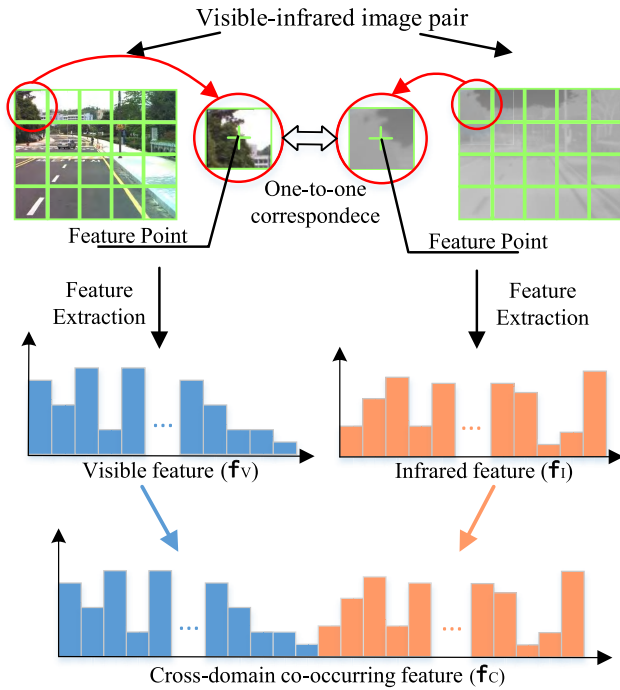 Visible-infrared image pair
One-to-one
correspondece
Feature Point
Feature Point
Feature
Extraction
Feature
Extraction
...
...
Visible feature (fV)
Infrared feature (fI)
...
...
Cross-domain co-occurring feature (fC)